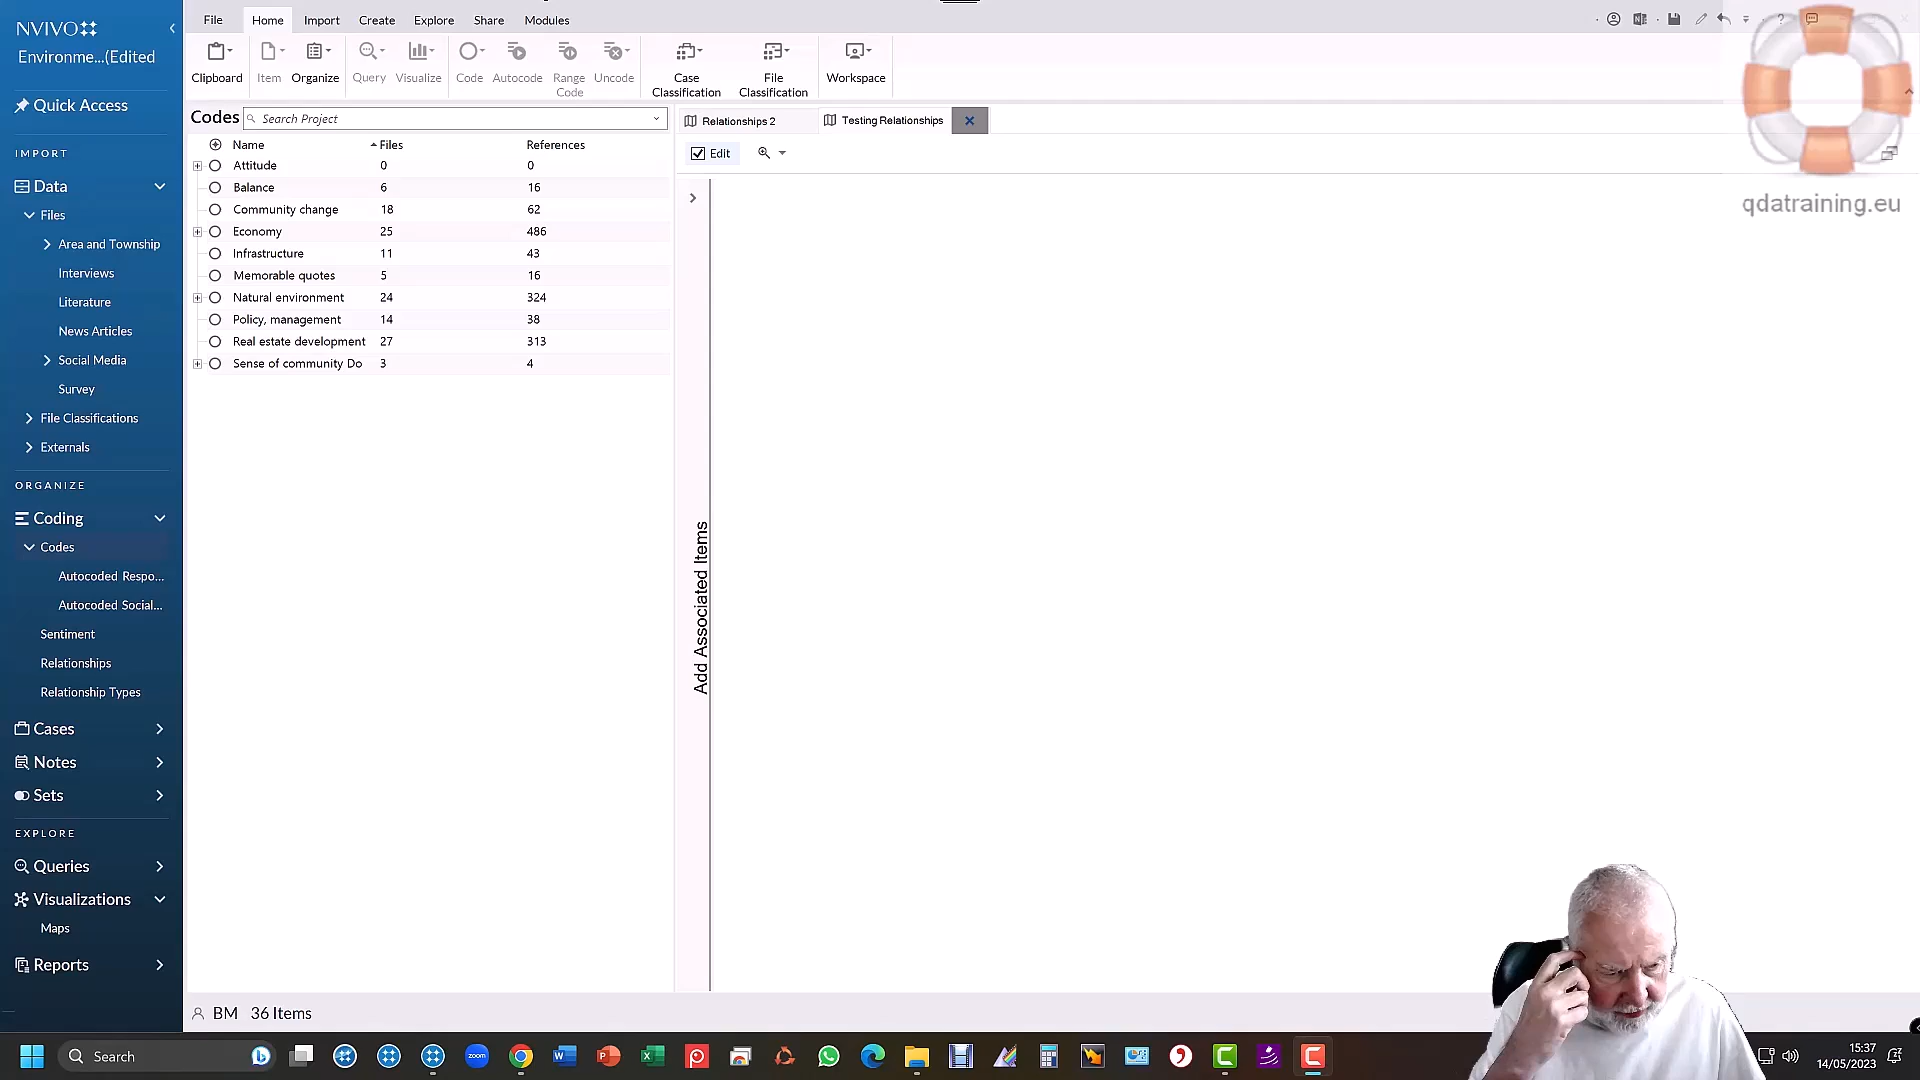 NVIVO
Environme...(Edited
Quick Access
IMPORT
Data
Files
Area and Township
Interviews
Literature
News Articles
Social Media
Survey
File Classifications
Externals
ORGANIZE
Coding
Codes
Autocoded Respo...
Autocoded Social...
Sentiment
Relationships
Relationship Types
Cases
Notes
Sets
EXPLORE
Queries
Visualizations
Maps
Reports
File Home Import Create Explore Share Modules
Clipboard Item Organize Query Visualize Code Autocode Range Code Uncode Case Classification File Classification Workspace
Codes Search Project
Name Files References
Attitude 0 0
Balance 6 16
Community change 18 62
Economy 25 486
Infrastructure 11 43
Memorable quotes 5 16
Natural environment 24 324
Policy, management 14 38
Real estate development 27 313
Sense of community Do 3 4
Relationships 2 Testing Relationships
Edit
Add Associated Items
qdatraining.eu
BM 36 Items
Search
zoom
15:37
14/05/2023